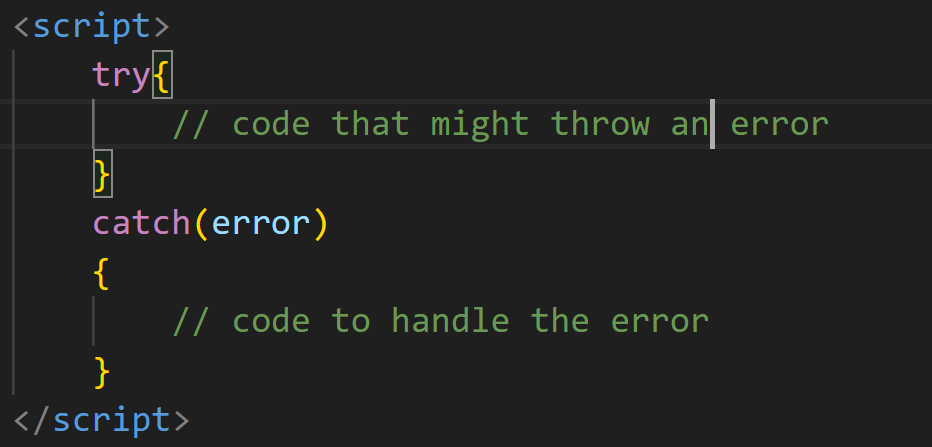 <script>
try{
// code that might throw an error
}
catch(error)
{
// code to handle the error
}
</script>